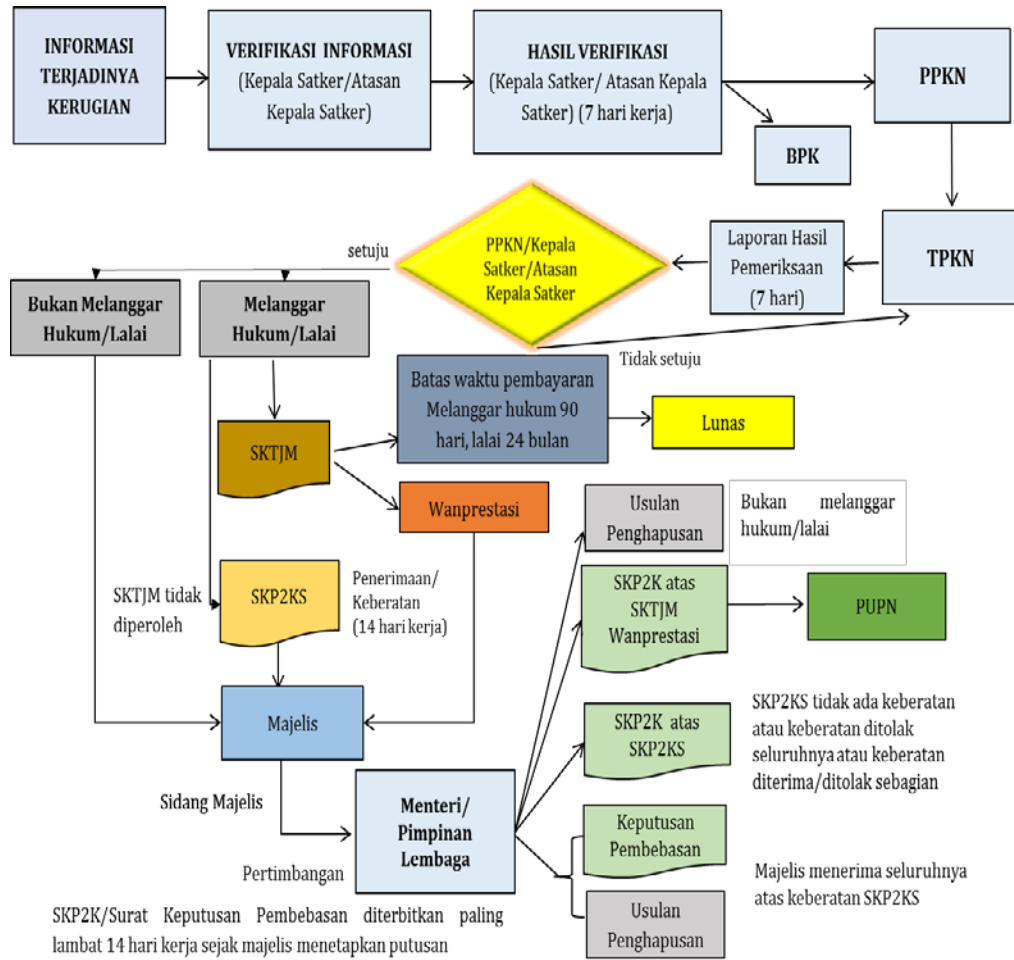 INFORMASI
TERJADINYA
KERUGIAN
VERIFIKASI INFORMASI
(Kepala Satker/Atasan
Kepala Satker)
HASIL VERIFIKASI
(Kepala Satker/ Atasan Kepala
Satker) (7 hari kerja)
PPKN
BPK
TPKN
Laporan Hasil
Pemeriksaan
(7 hari)
PPKN/Kepala
Satker/Atasan
Kepala Satker
setuju
Tidak setuju
Bukan Melanggar
Hukum/Lalai
Melanggar
Hukum/Lalai
Batas waktu pembayaran
Melanggar hukum 90
hari, lalai 24 bulan
Lunas
SKTJM
Wanprestasi
SKTJM tidak
diperoleh
SKP2KS
Penerimaan/
Keberatan
(14 hari kerja)
Majelis
Sidang Majelis
Pertimbangan
Menteri/
Pimpinan
Lembaga
Usulan
Penghapusan
Bukan melanggar
hukum/lalai
SKP2K atas
SKTJM
Wanprestasi
PUPN
SKP2K atas
SKP2KS
SKP2KS tidak ada keberatan
atau keberatan ditolak
seluruhnya atau keberatan
diterima/ditolak sebagian
Keputusan
Pembebasan
Usulan
Penghapusan
Majelis menerima seluruhnya
atas keberatan SKP2KS
SKP2K/Surat Keputusan Pembebasan diterbitkan paling
lambat 14 hari kerja sejak majelis menetapkan putusan